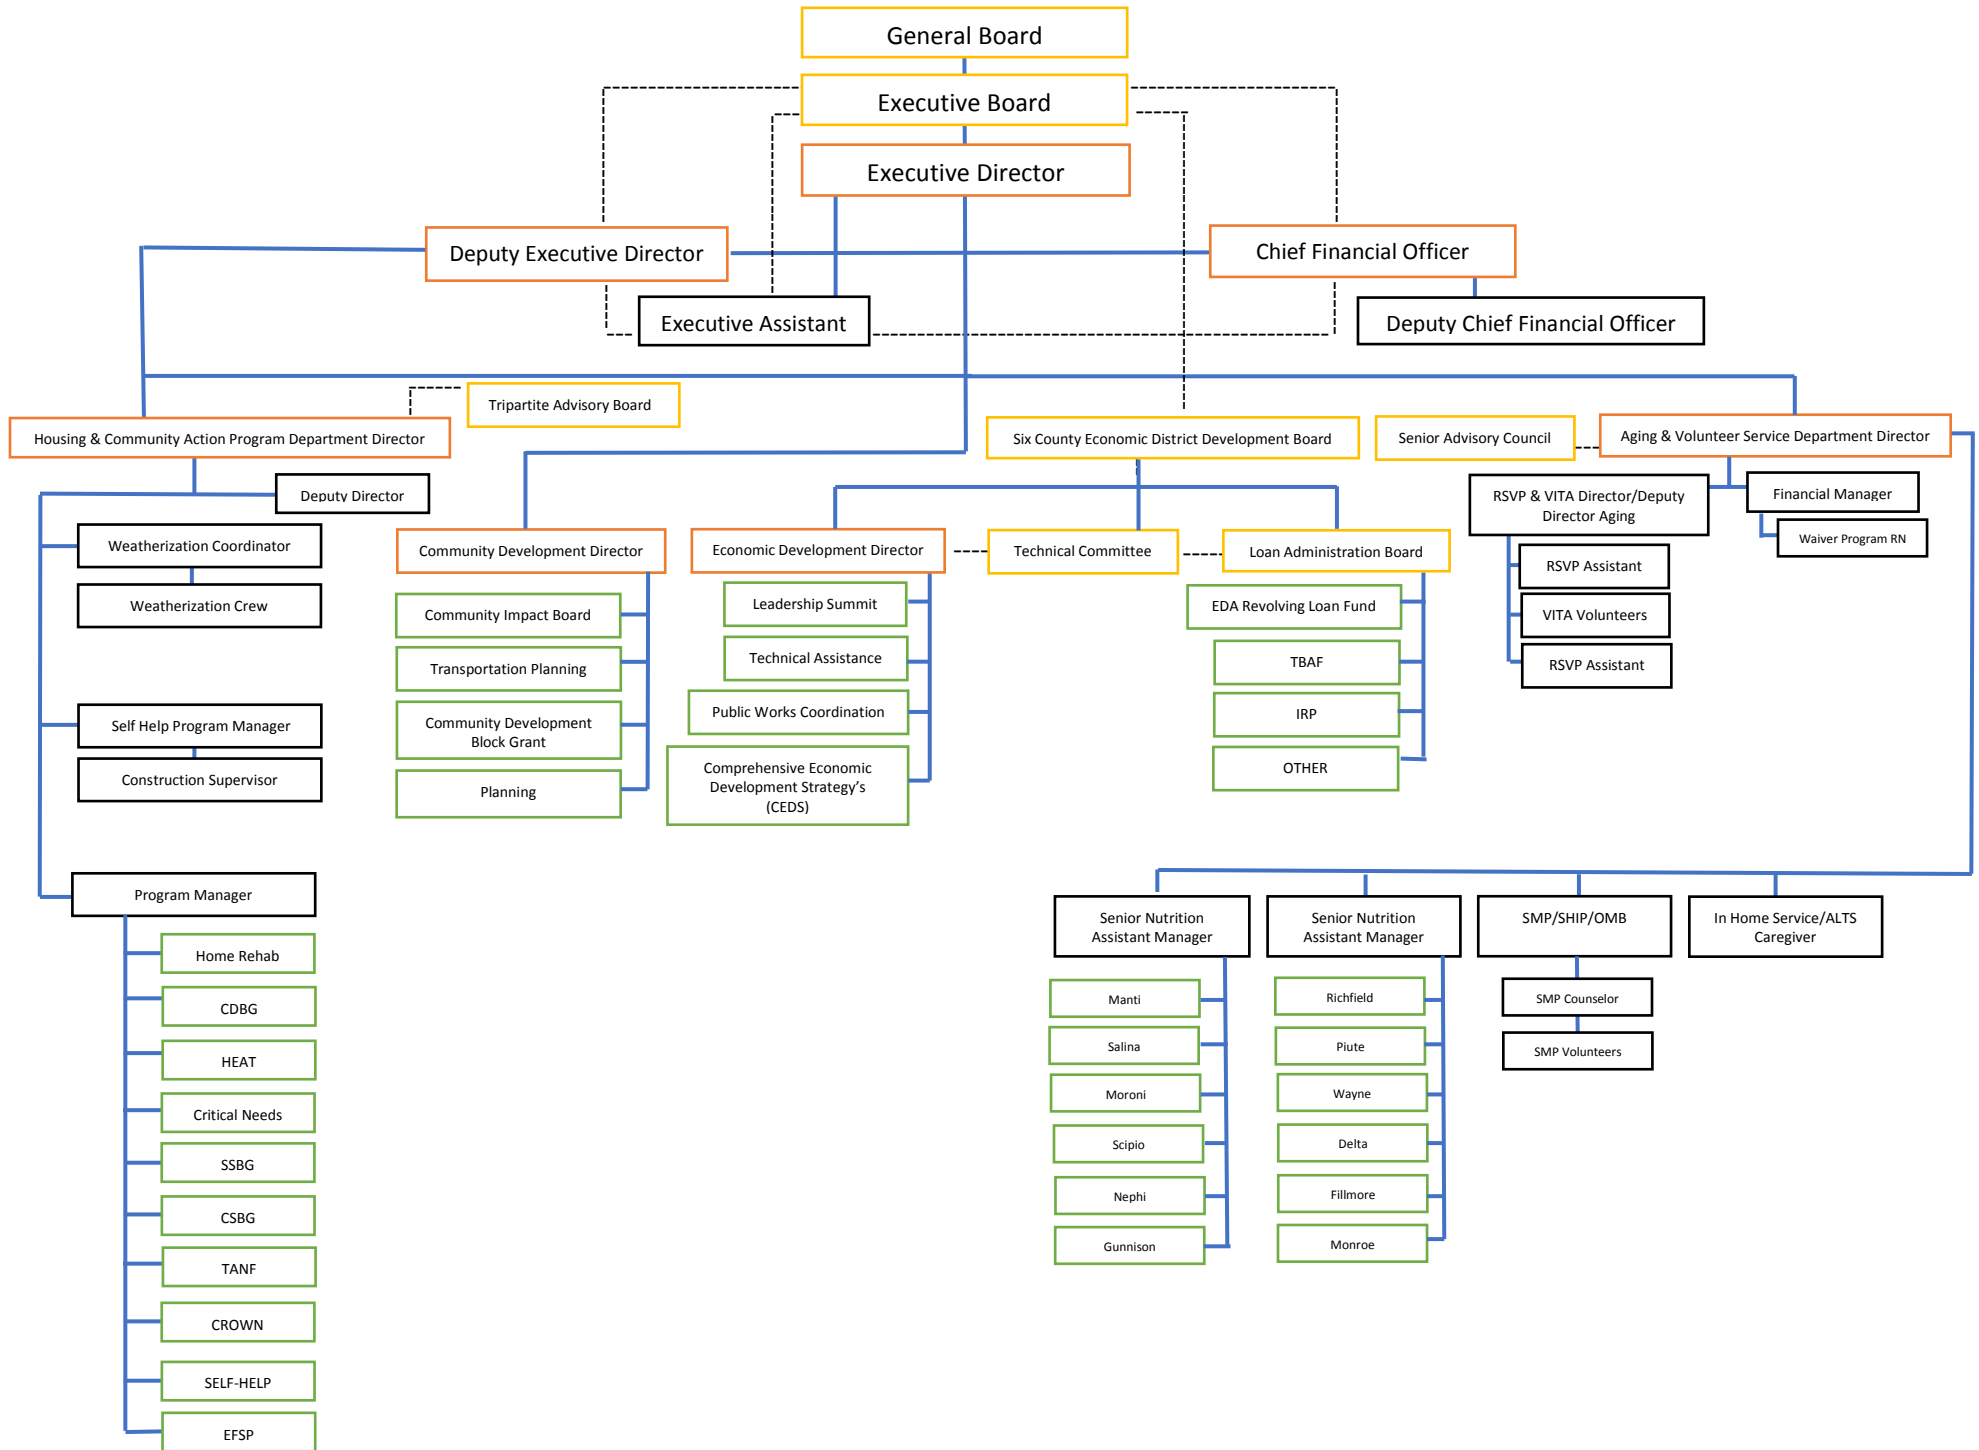 General Board
Executive Board
Executive Director
Deputy Executive Director
Chief Financial Officer
Executive Assistant
Deputy Chief Financial Officer
Tripartite Advisory Board
Housing & Community Action Program Department Director
Six County Economic District Development Board
Senior Advisory Council
Aging & Volunteer Service Department Director
Deputy Director
RSVP & VITA Director/Deputy
Director Aging
Financial Manager
Waiver Program RN
Weatherization Coordinator
Community Development Director
Economic Development Director
Technical Committee
Loan Administration Board
RSVP Assistant
VITA Volunteers
RSVP Assistant
Weatherization Crew
Community Impact Board
Transportation Planning
Community Development
Block Grant
Planning
Leadership Summit
Technical Assistance
Public Works Coordination
Comprehensive Economic
Development Strategy’s
(CEDS)
EDA Revolving Loan Fund
TBAF
IRP
OTHER
Self Help Program Manager
Construction Supervisor
Program Manager
Home Rehab
CDBG
HEAT
Critical Needs
SSBG
CSBG
TANF
CROWN
SELF-HELP
EFSP
Senior Nutrition
Assistant Manager
Senior Nutrition
Assistant Manager
SMP/SHIP/OMB
In Home Service/ALTS
Caregiver
Manti
Salina
Moroni
Scipio
Nephi
Gunnison
Richfield
Piute
Wayne
Delta
Fillmore
Monroe
SMP Counselor
SMP Volunteers